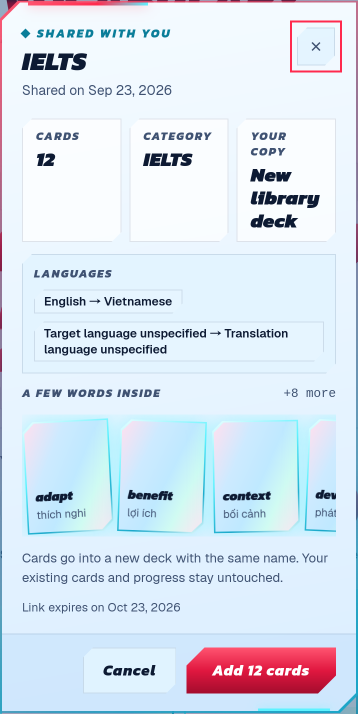 ◆ SHARED WITH YOU
×
IELTS
Shared on Sep 23, 2026
CARDS
12
CATEGORY
IELTS
YOUR
COPY
New
library
deck
LANGUAGES
English → Vietnamese
Target language unspecified → Translation
language unspecified
A FEW WORDS INSIDE
+8 more
adapt
thích nghi
benefit
lợi ích
context
bối cảnh
Cards go into a new deck with the same name. Your
existing cards and progress stay untouched.
Link expires on Oct 23, 2026
Cancel
Add 12 cards